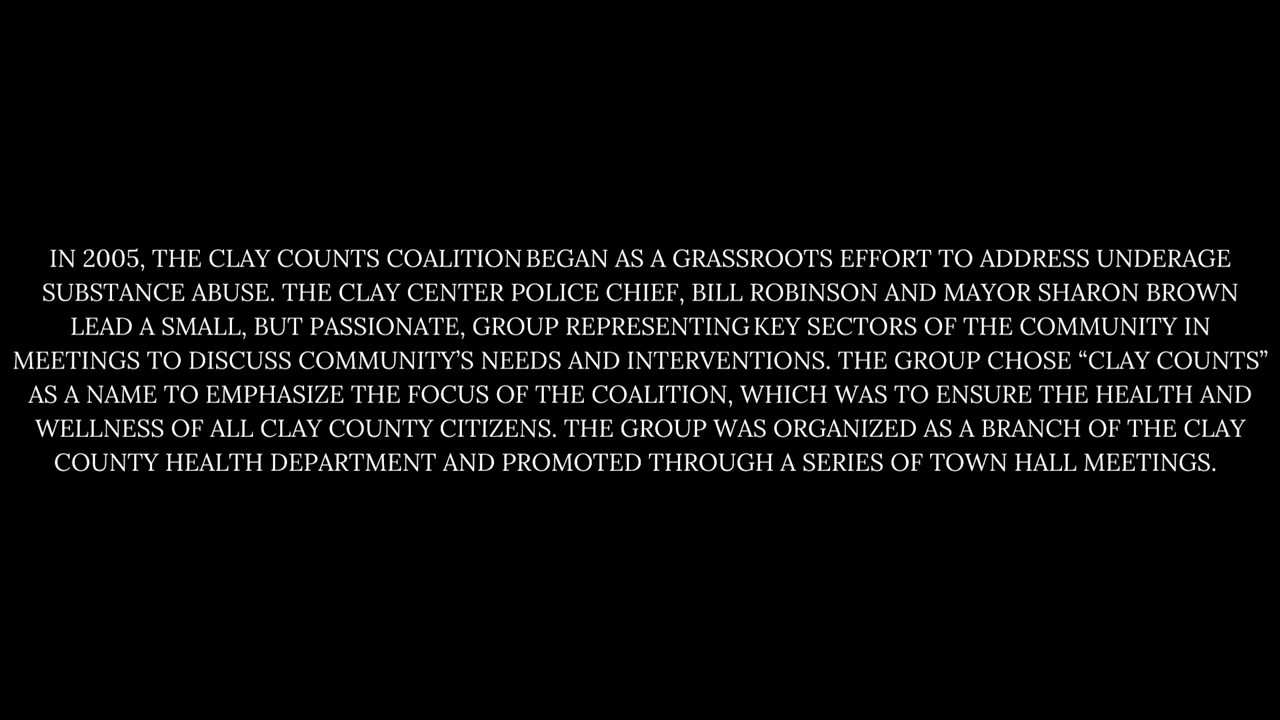 IN 2005, THE CLAY COUNTS COALITION BEGAN AS A GRASSROOTS EFFORT TO ADDRESS UNDERAGE
SUBSTANCE ABUSE. THE CLAY CENTER POLICE CHIEF, BILL ROBINSON AND MAYOR SHARON BROWN
LEAD A SMALL, BUT PASSIONATE, GROUP REPRESENTING KEY SECTORS OF THE COMMUNITY IN
MEETINGS TO DISCUSS COMMUNITY’S NEEDS AND INTERVENTIONS. THE GROUP CHOSE “CLAY COUNTS”
AS A NAME TO EMPHASIZE THE FOCUS OF THE COALITION, WHICH WAS TO ENSURE THE HEALTH AND
WELLNESS OF ALL CLAY COUNTY CITIZENS. THE GROUP WAS ORGANIZED AS A BRANCH OF THE CLAY
COUNTY HEALTH DEPARTMENT AND PROMOTED THROUGH A SERIES OF TOWN HALL MEETINGS.